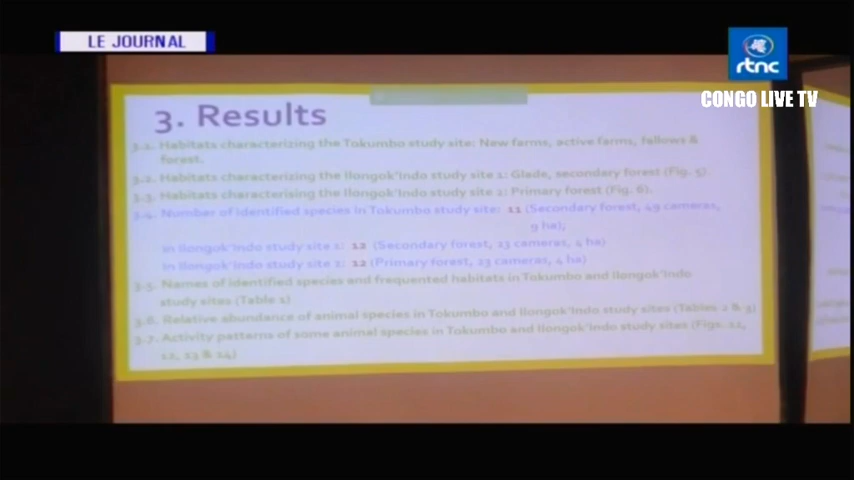 LE JOURNAL
rtnc
CONGO LIVE TV
3. Results
3.1. Habitats characterizing the Tokumbo study site: New farms, active farms, fallows &
forest.
3.2. Habitats characterizing the Ilongok'Indo study site 1: Glade, secondary forest (Fig. 5)
3.3. Habitats characterising the Ilongok'Indo study site 1: Primary forest (Fig. 6).
3.4. Number of identified species in Tokumbo study site: 11 (Secondary forest, 49 cameras,
9 ha);
In Ilongok'Indo study site 1: 12 (Secondary forest, 23 cameras, 4 ha)
In Ilongok'Indo study site 2: 12 (Primary forest, 23 cameras, 4 ha)
3.5. Names of identified species and frequented habitats in Tokumbo and Ilongok'Indo
study sites (Table 1)
3.6. Relative abundance of animal species in Tokumbo and Ilongok'Indo study sites (Tables 2 & 3)
3.7. Activity patterns of some animal species in Tokumbo and Ilongok'Indo study sites (Figs. 11,
12, 13 & 14)